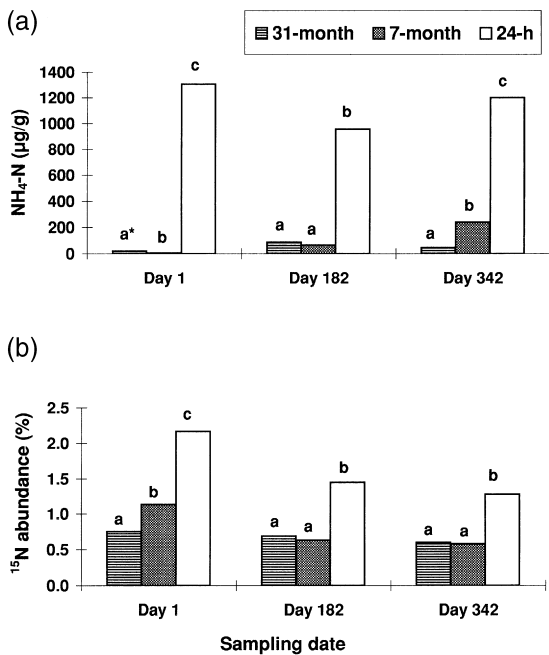 (a)
31-month 7-month 24-h
NH₄-N (µg/g)
1400
1200
1000
800
600
400
200
0
a* b c
a a b
a b c
Day 1 Day 182 Day 342
(b)
¹⁵N abundance (%)
2.5
2.0
1.5
1.0
0.5
0.0
a b c
a a b
a a b
Day 1 Day 182 Day 342
Sampling date